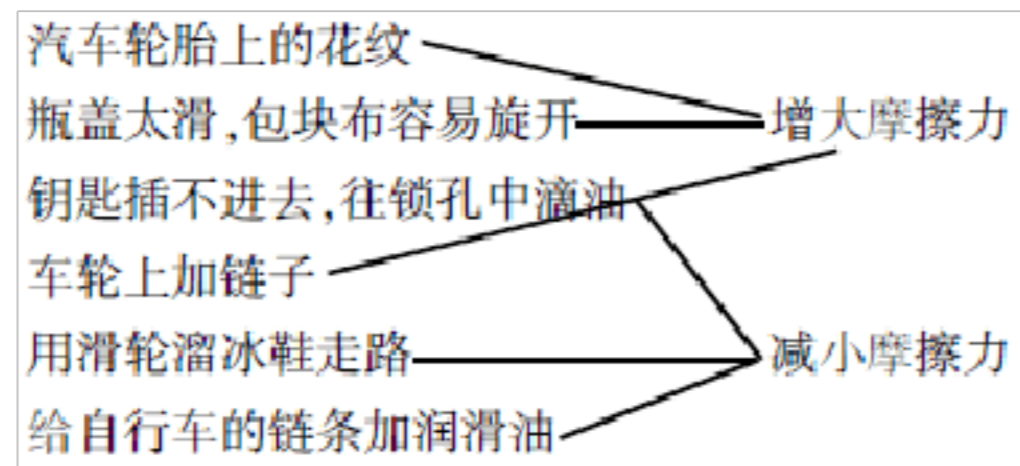 汽车轮胎上的花纹
瓶盖太滑,包块布容易旋开 增大摩擦力
钥匙插不进去,往锁孔中滴油
车轮上加链子
用滑轮溜冰鞋走路 减小摩擦力
给自行车的链条加润滑油